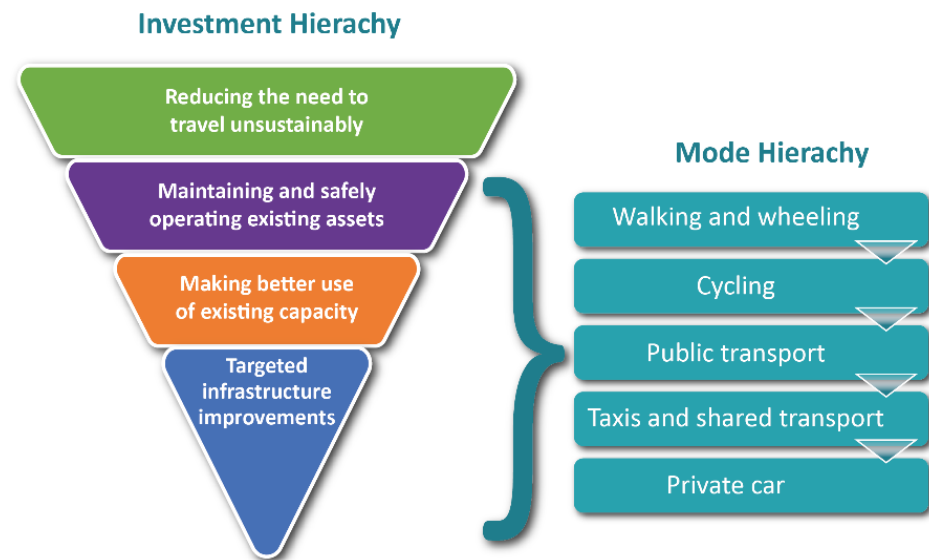 Investment Hierachy
Reducing the need to
travel unsustainably
Maintaining and safely
operating existing assets
Making better use
of existing capacity
Targeted
infrastructure
improvements
Mode Hierachy
Walking and wheeling
Cycling
Public transport
Taxis and shared transport
Private car